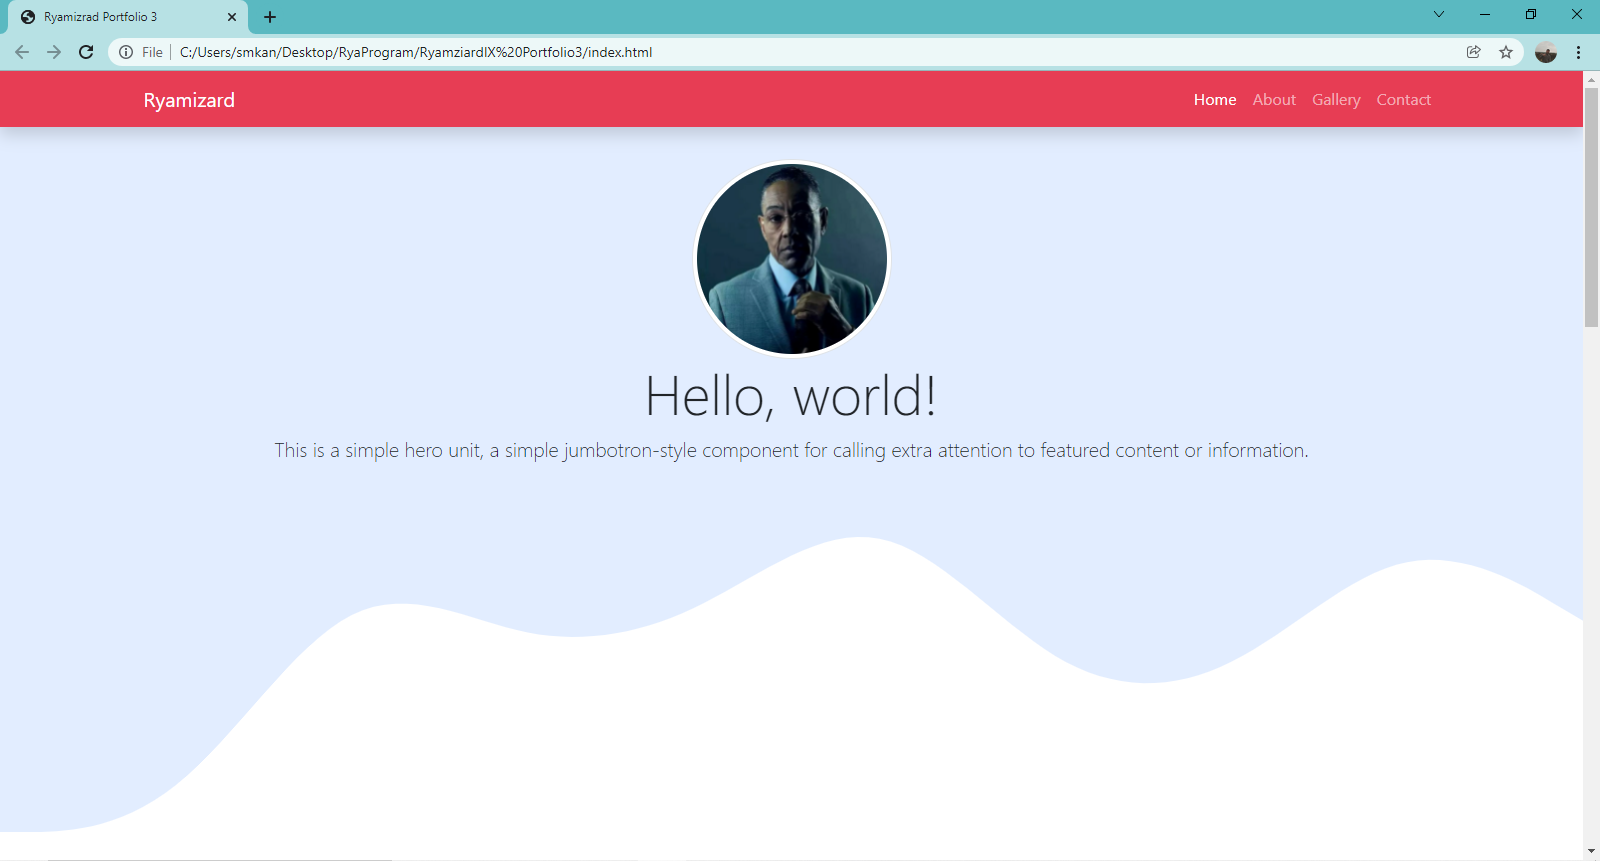 Ryamizrad Portfolio 3
File
C:/Users/smkan/Desktop/RyaProgram/RyamziardIX%20Portfolio3/index.html
Ryamizard
Home About Gallery Contact
Hello, world!
This is a simple hero unit, a simple jumbotron-style component for calling extra attention to featured content or information.